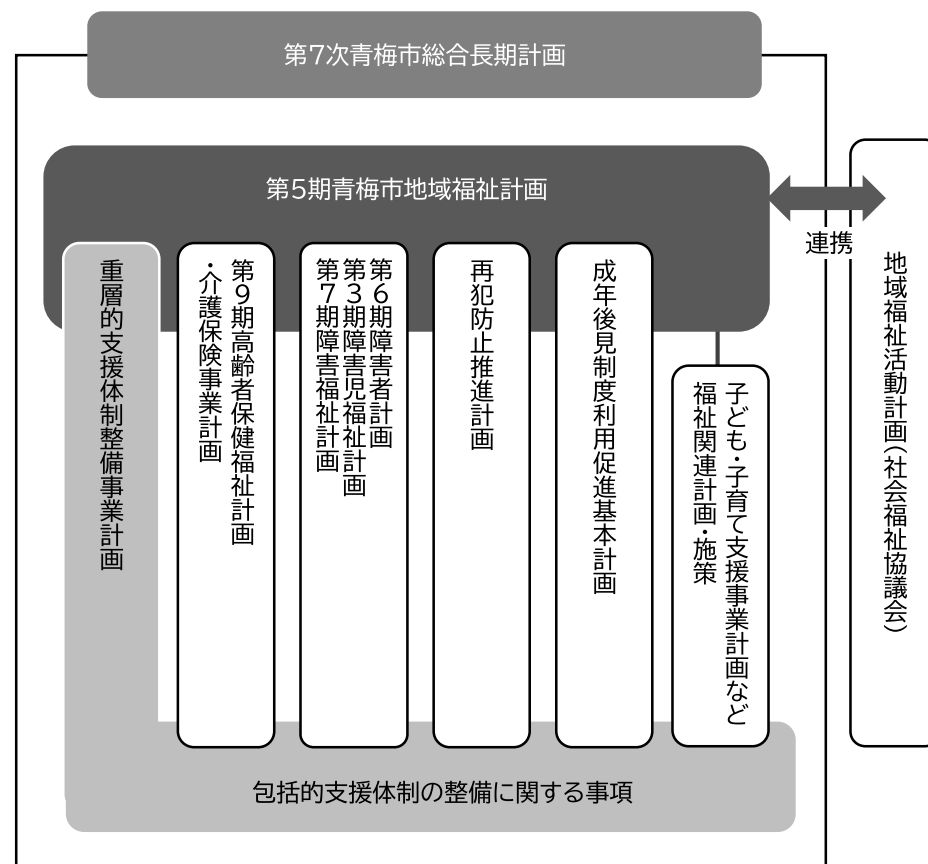 第7次青梅市総合長期計画
第5期青梅市地域福祉計画
連携
重層的支援体制整備事業計画
第9期高齢者保健福祉計画
・介護保険事業計画
第6期障害者計画
第3期障害児福祉計画
第7期障害福祉計画
再犯防止推進計画
成年後見制度利用促進基本計画
子ども・子育て支援事業計画など
福祉関連計画・施策
地域福祉活動計画(社会福祉協議会)
包括的支援体制の整備に関する事項